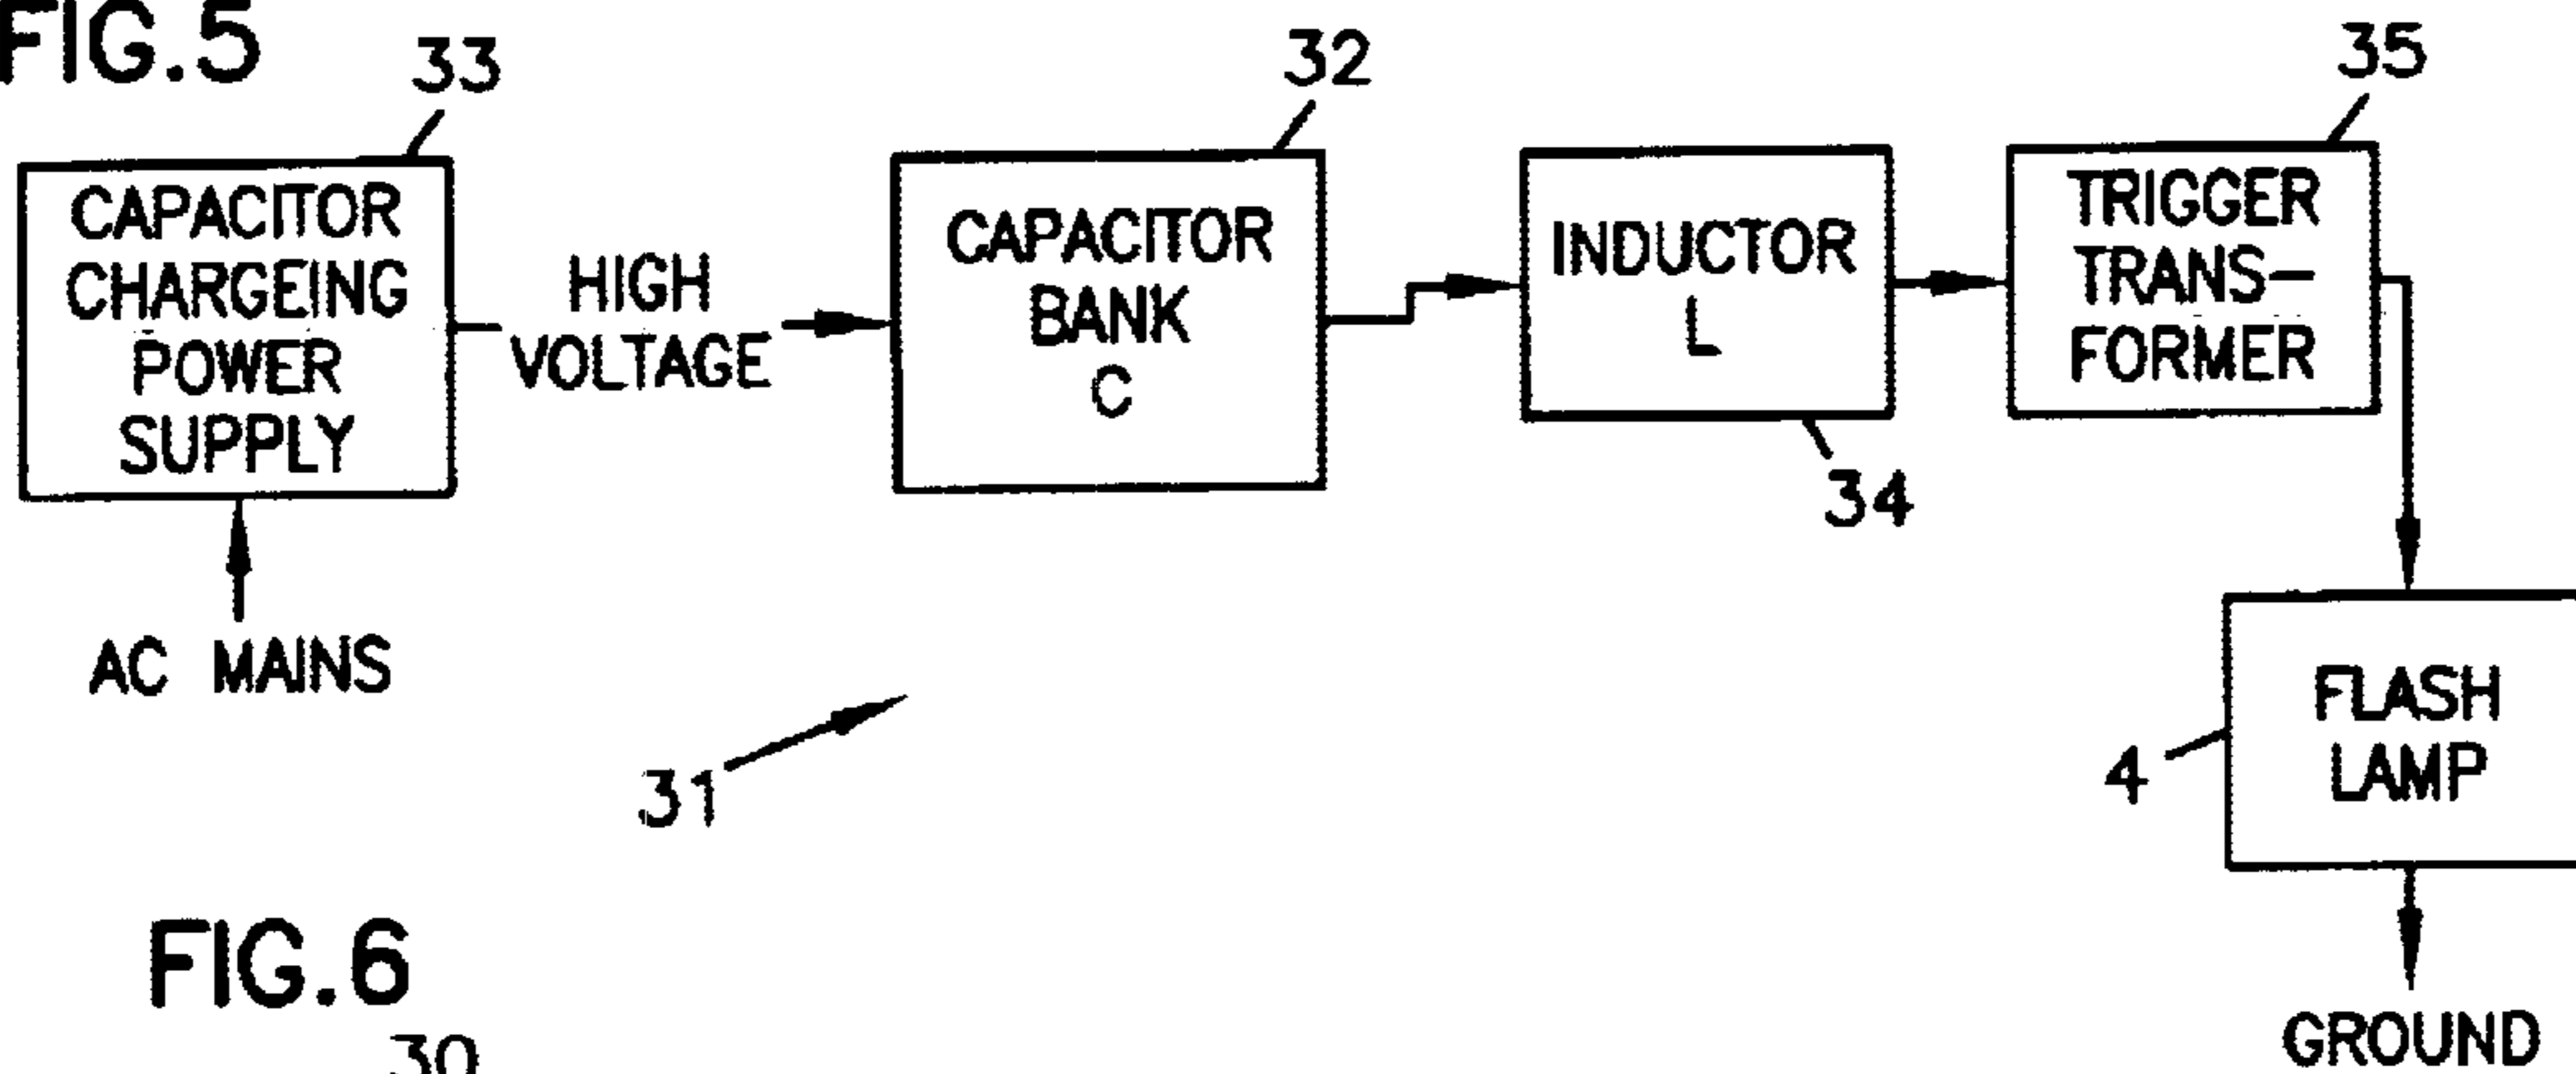 FIG.5
33
32
35
CAPACITOR
CHARGEING
POWER
SUPPLY
HIGH
VOLTAGE
CAPACITOR
BANK
C
INDUCTOR
L
TRIGGER
TRANS-
FORMER
34
AC MAINS
31
4
FLASH
LAMP
GROUND
FIG.6
30